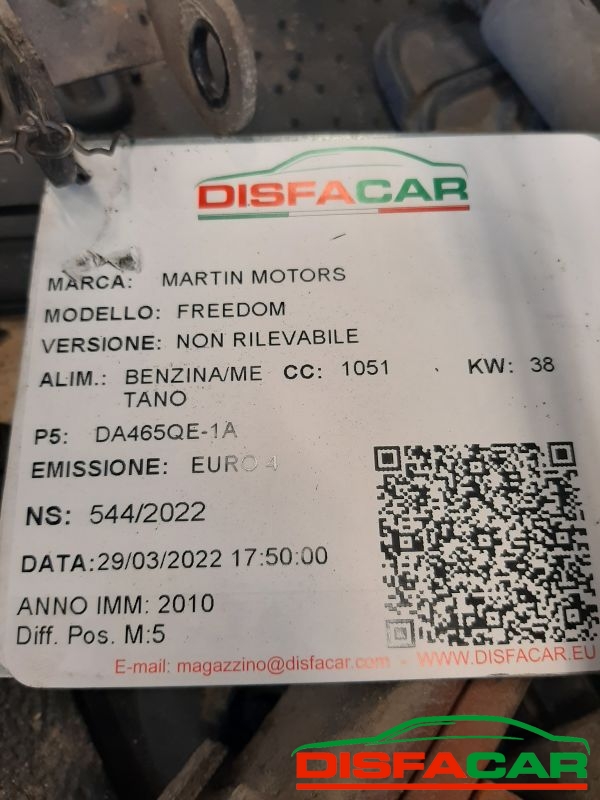 DISFACAR
MARCA: MARTIN MOTORS
MODELLO: FREEDOM
VERSIONE: NON RILEVABILE
ALIM.: BENZINA/ME CC: 1051 KW: 38
TANO
P5: DA465QE-1A
EMISSIONE: EURO 4
NS: 544/2022
DATA:29/03/2022 17:50:00
ANNO IMM: 2010
Diff. Pos. M:5
E-mail: magazzino@disfacar.com - WWW.DISFACAR.EU
DISFACAR